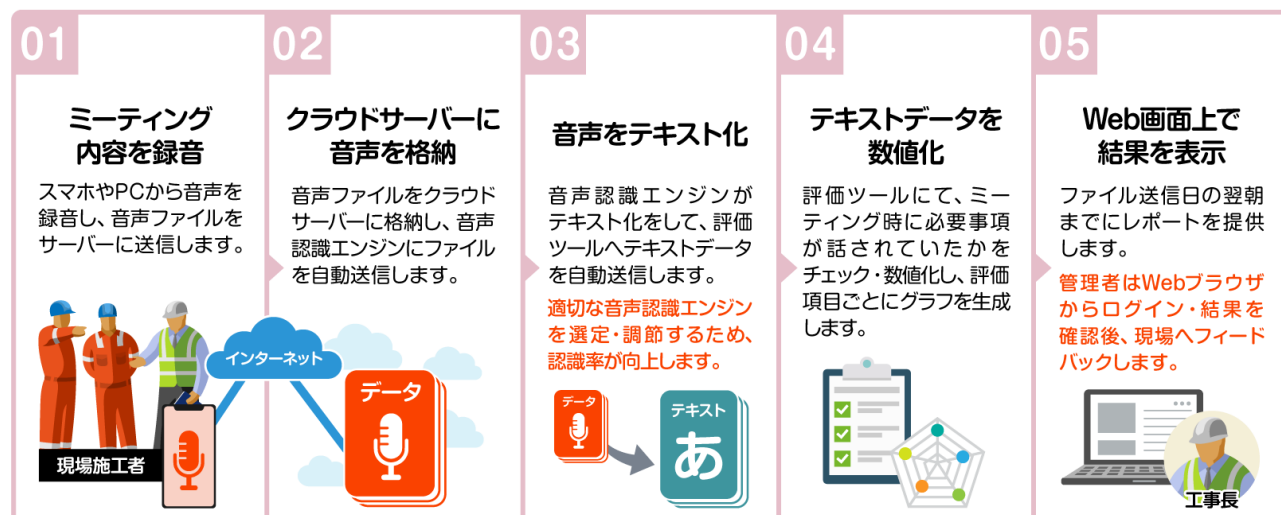 01
ミーティング
内容を録音
スマホやPCから音声を
録音し、音声ファイルを
サーバーに送信します。
インターネット
現場施工者
02
クラウドサーバーに
音声を格納
音声ファイルをクラウド
サーバーに格納し、音声
認識エンジンにファイル
を自動送信します。
データ
03
音声をテキスト化
音声認識エンジンが
テキスト化をして、評価
ツールへテキストデータ
を自動送信します。
適切な音声認識エンジン
を選定・調節するため、
認識率が向上します。
データ
テキスト
あ
04
テキストデータを
数値化
評価ツールにて、ミー
ティング時に必要事項
が話されていたかを
チェック・数値化し、評価
項目ごとにグラフを生成
します。
05
Web画面上で
結果を表示
ファイル送信日の翌朝
までにレポートを提供
します。
管理者はWebブラウザ
からログイン・結果を
確認後、現場へフィード
バックします。
工事長